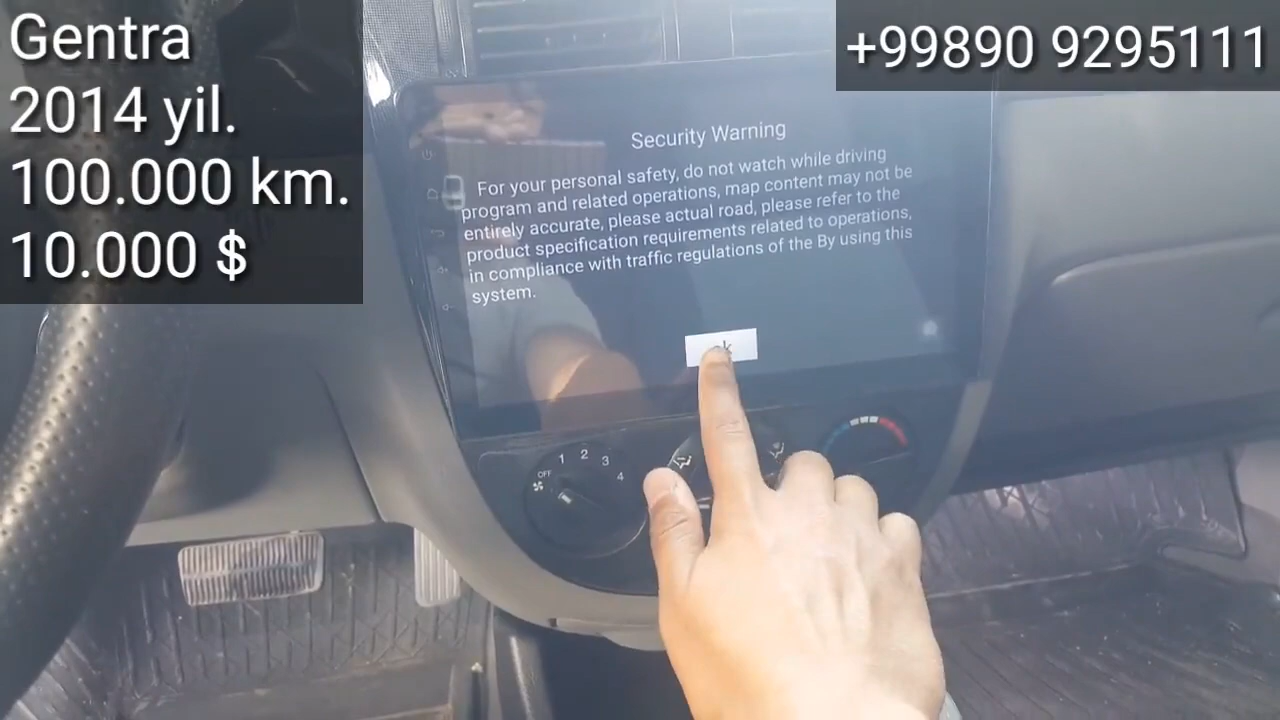 Gentra
2014 yil.
100.000 km.
10.000 $
+99890 9295111
Security Warning
For your personal safety, do not watch while driving
program and related operations, map content may not be
entirely accurate, please actual road, please refer to the
product specification requirements related to operations,
in compliance with traffic regulations of the By using this
system.
OFF 1 2 3 4